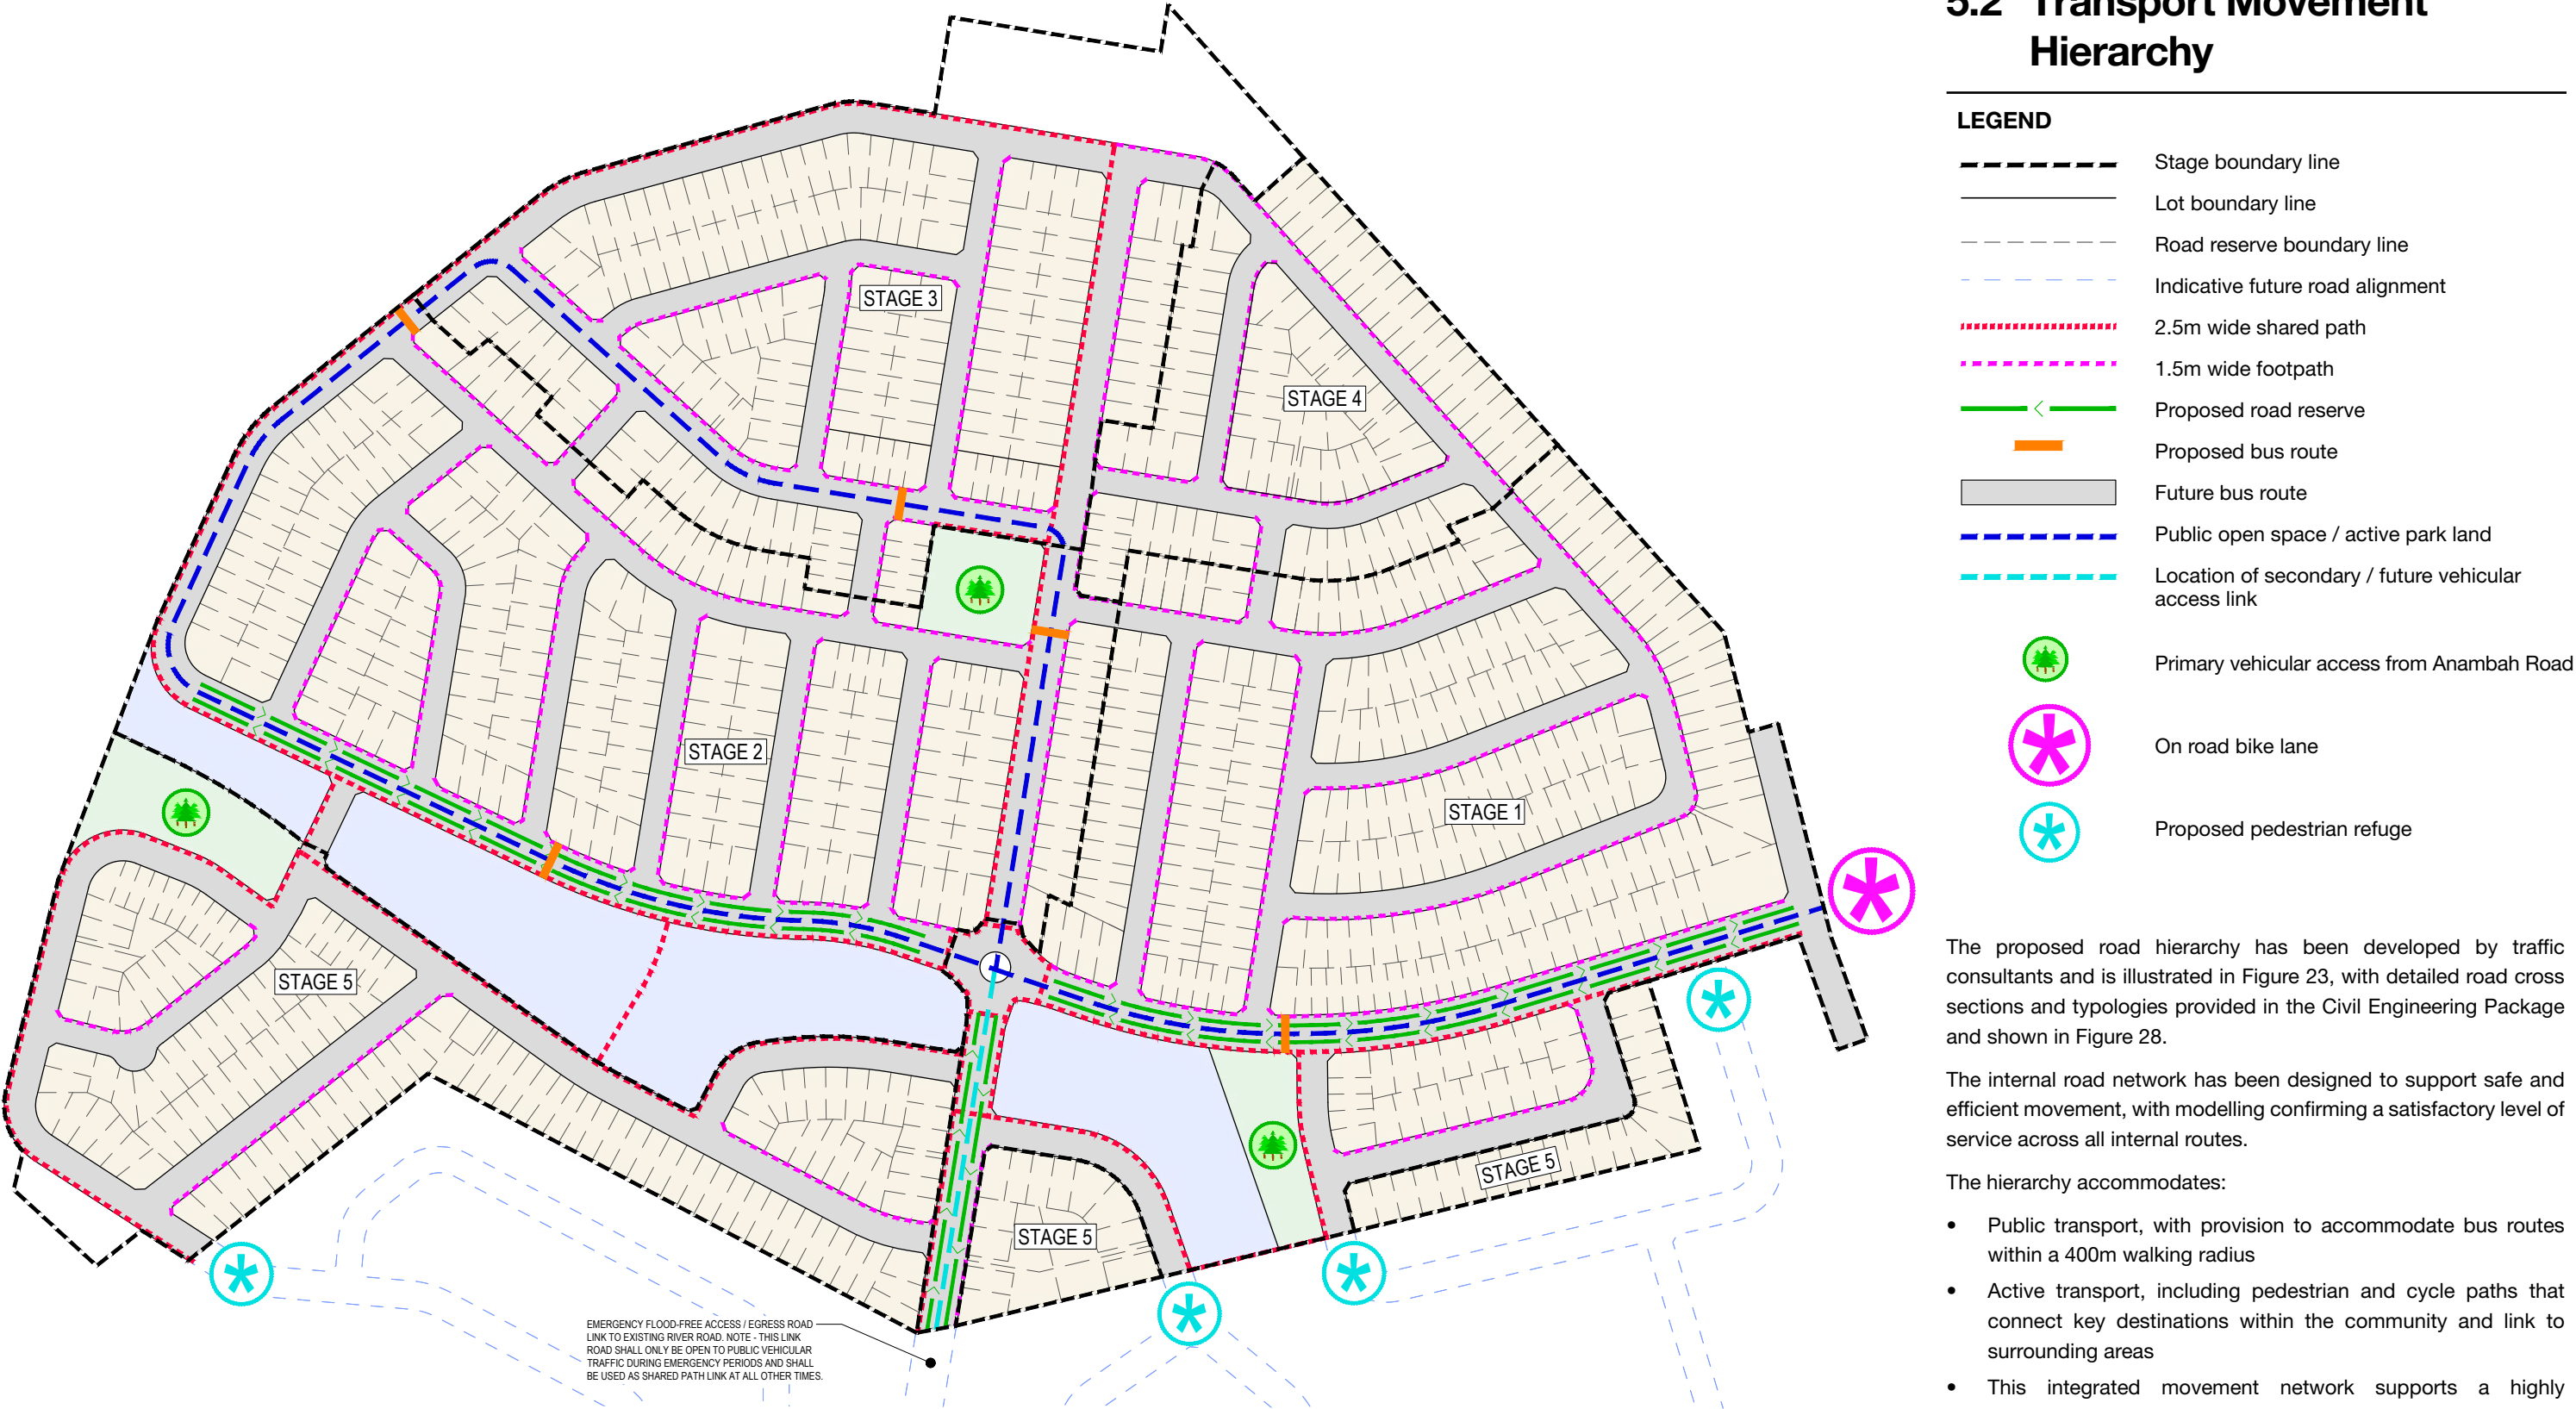 5.2 Transport Movement
Hierarchy
LEGEND
Stage boundary line
Lot boundary line
Road reserve boundary line
Indicative future road alignment
2.5m wide shared path
1.5m wide footpath
Proposed road reserve
Proposed bus route
Future bus route
Public open space / active park land
Location of secondary / future vehicular
access link
Primary vehicular access from Anambah Road
On road bike lane
Proposed pedestrian refuge
The proposed road hierarchy has been developed by traffic
consultants and is illustrated in Figure 23, with detailed road cross
sections and typologies provided in the Civil Engineering Package
and shown in Figure 28.
The internal road network has been designed to support safe and
efficient movement, with modelling confirming a satisfactory level of
service across all internal routes.
The hierarchy accommodates:
• Public transport, with provision to accommodate bus routes
within a 400m walking radius
• Active transport, including pedestrian and cycle paths that
connect key destinations within the community and link to
surrounding areas
• This integrated movement network supports a highly
STAGE 3
STAGE 4
STAGE 2
STAGE 1
STAGE 5
STAGE 5
STAGE 5
EMERGENCY FLOOD-FREE ACCESS / EGRESS ROAD
LINK TO EXISTING RIVER ROAD. NOTE - THIS LINK
ROAD SHALL ONLY BE OPEN TO PUBLIC VEHICULAR
TRAFFIC DURING EMERGENCY PERIODS AND SHALL
BE USED AS SHARED PATH LINK AT ALL OTHER TIMES.